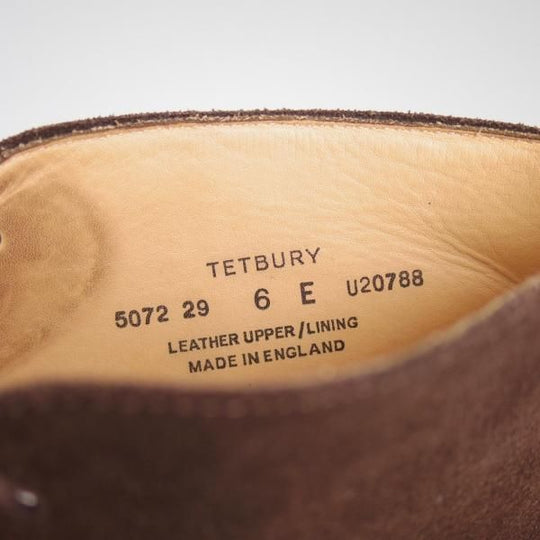 TETBURY
5072 29 6 E U20788
LEATHER UPPER/LINING
MADE IN ENGLAND